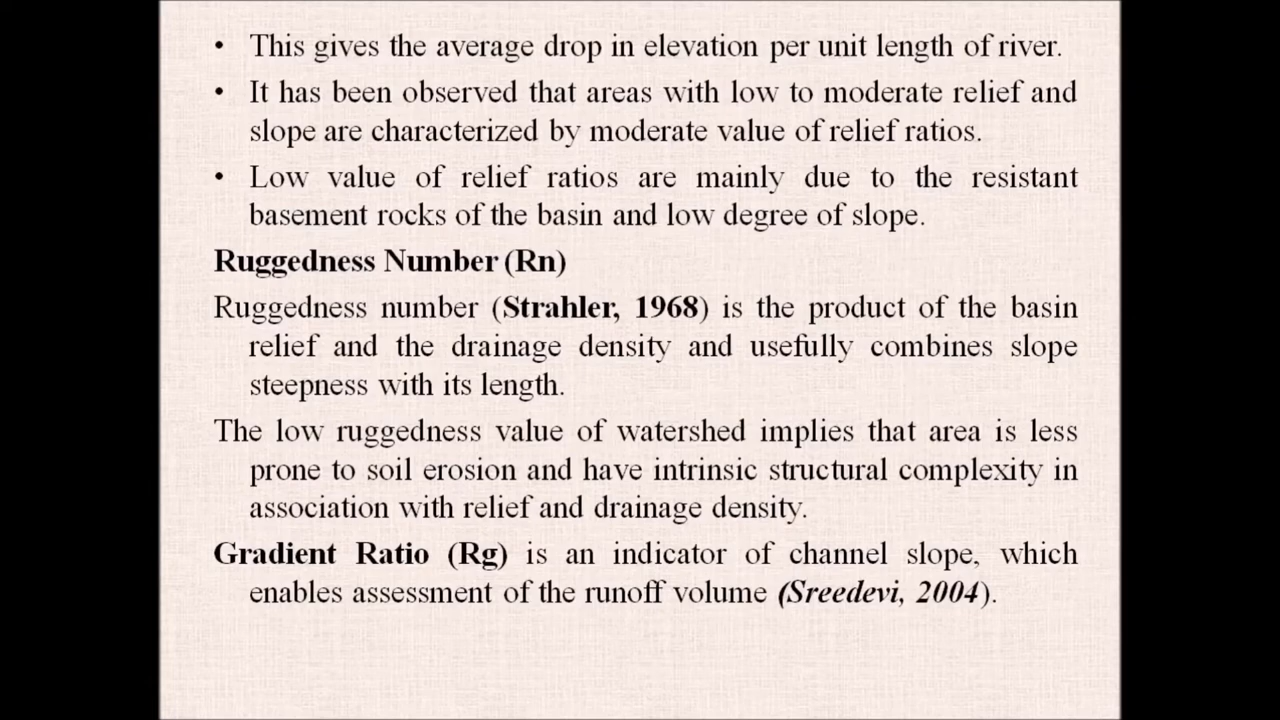 • This gives the average drop in elevation per unit length of river.
• It has been observed that areas with low to moderate relief and
slope are characterized by moderate value of relief ratios.
• Low value of relief ratios are mainly due to the resistant
basement rocks of the basin and low degree of slope.
Ruggedness Number (Rn)
Ruggedness number (Strahler, 1968) is the product of the basin
relief and the drainage density and usefully combines slope
steepness with its length.
The low ruggedness value of watershed implies that area is less
prone to soil erosion and have intrinsic structural complexity in
association with relief and drainage density.
Gradient Ratio (Rg) is an indicator of channel slope, which
enables assessment of the runoff volume (Sreedevi, 2004).